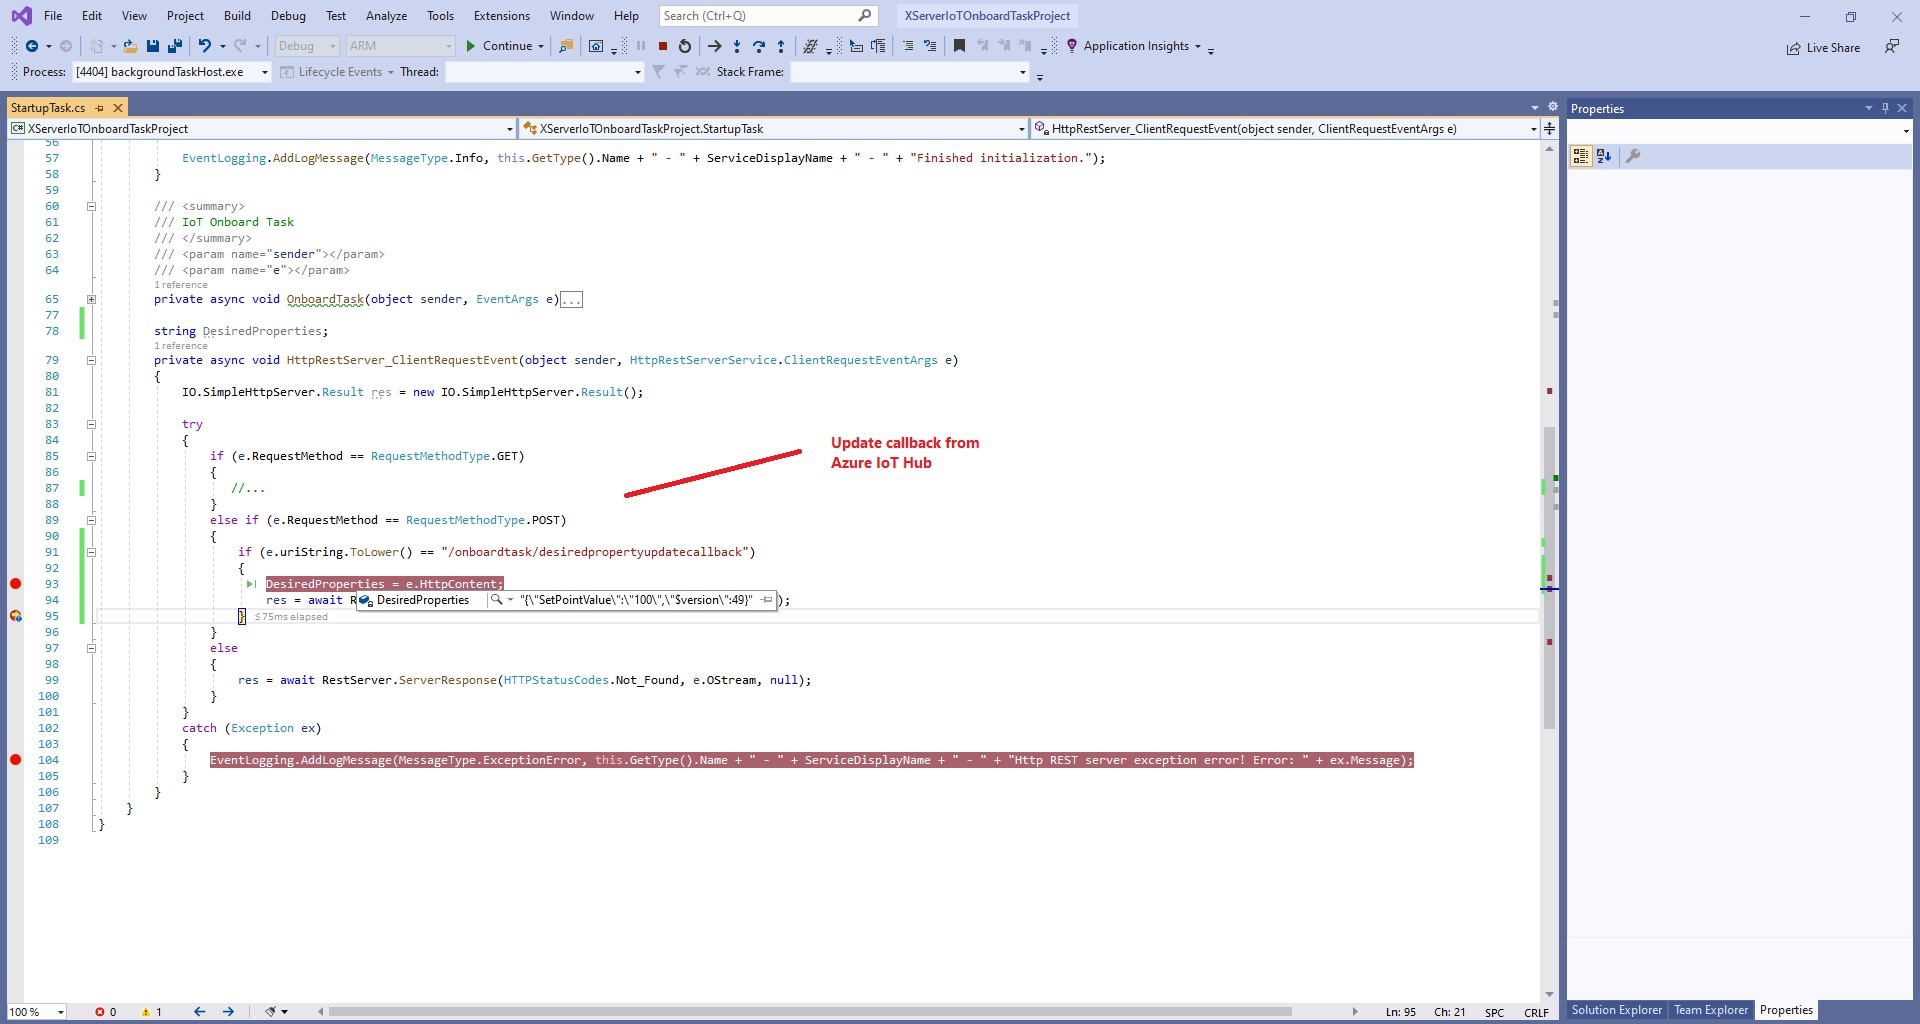 File Edit View Project Build Debug Test Analyze Tools Extensions Window Help Search (Ctrl+Q) XServerIoTOnboardTaskProject
Debug ARM Continue Application Insights Live Share
Process: [4404] backgroundTaskHost.exe Lifecycle Events Thread: Stack Frame:
StartupTask.cs Properties
C# XServerIoTOnboardTaskProject XServerIoTOnboardTaskProject.StartupTask HttpRestServer_ClientRequestEvent(object sender, ClientRequestEventArgs e)
56
57 EventLogging.AddLogMessage(MessageType.Info, this.GetType().Name + " - " + ServiceDisplayName + " - " + "Finished initialization.");
58 }
59
60 /// <summary>
61 /// IoT Onboard Task
62 /// </summary>
63 /// <param name="sender"></param>
64 /// <param name="e"></param>
1 reference
65 private async void OnboardTask(object sender, EventArgs e)...
77
78 string DesiredProperties;
1 reference
79 private async void HttpRestServer_ClientRequestEvent(object sender, HttpRestServerService.ClientRequestEventArgs e)
80 {
81 IO.SimpleHttpServer.Result res = new IO.SimpleHttpServer.Result();
82
83 try
84 {
85 if (e.RequestMethod == RequestMethodType.GET)
86 {
87 //...
88 }
89 else if (e.RequestMethod == RequestMethodType.POST)
90 {
91 if (e.uriString.ToLower() == "/onboardtask/desiredpropertyupdatecallback")
92 {
93 DesiredProperties = e.HttpContent;
94 res = await R DesiredProperties "{\"SetPointValue\":\"100\",\"$version\":49}" );
95 } ≤75ms elapsed
96 }
97 else
98 {
99 res = await RestServer.ServerResponse(HTTPStatusCodes.Not_Found, e.OStream, null);
100 }
101 }
102 catch (Exception ex)
103 {
104 EventLogging.AddLogMessage(MessageType.ExceptionError, this.GetType().Name + " - " + ServiceDisplayName + " - " + "Http REST server exception error! Error: " + ex.Message);
105 }
106 }
107 }
108 }
109
Update callback from
Azure IoT Hub
100 % 0 1 Ln: 95 Ch: 21 SPC CRLF
Solution Explorer Team Explorer Properties